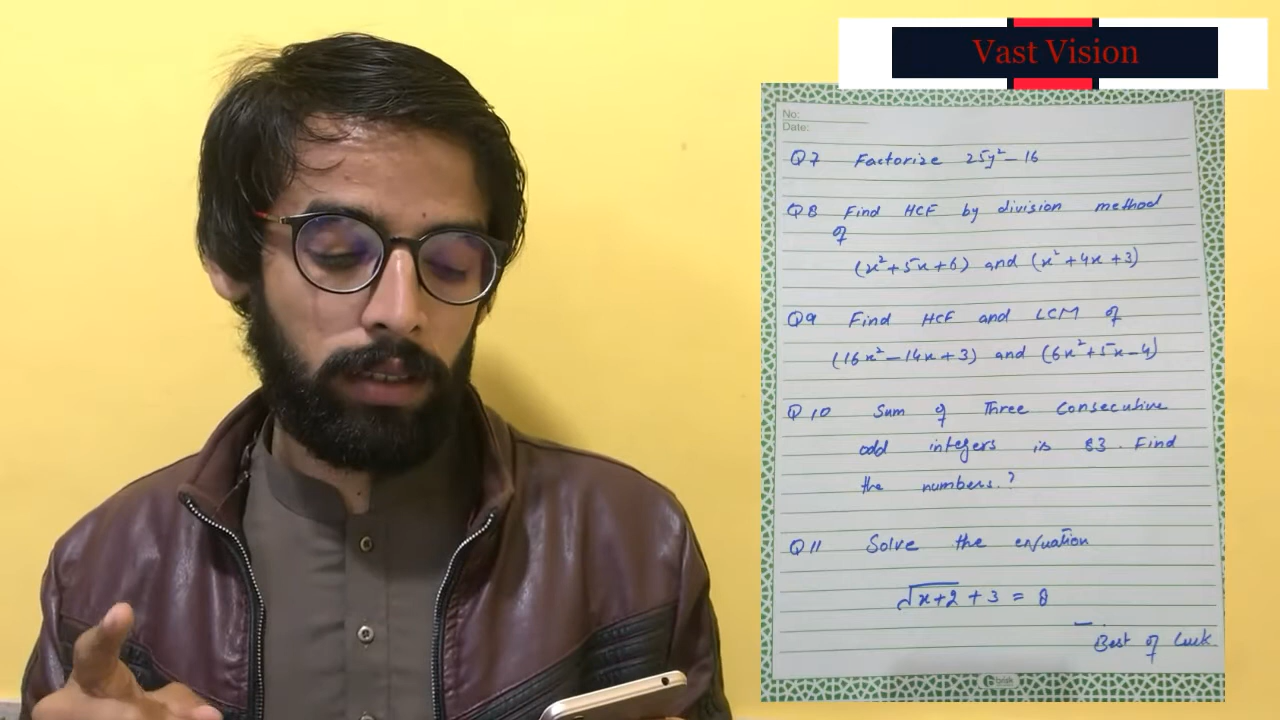 Vast Vision
No:
Date:
Q7 Factorize 25y² – 16
Q8 Find HCF by division method
of
(x² + 5x + 6) and (x² + 4x + 3)
Q9 Find HCF and LCM of
(16x² – 14x + 3) and (6x² + 5x – 4)
Q10 Sum of Three Consecutive
odd integers is 83. Find
the numbers.?
Q11 Solve the equation
√x+2 + 3 = 8
Best of Luck